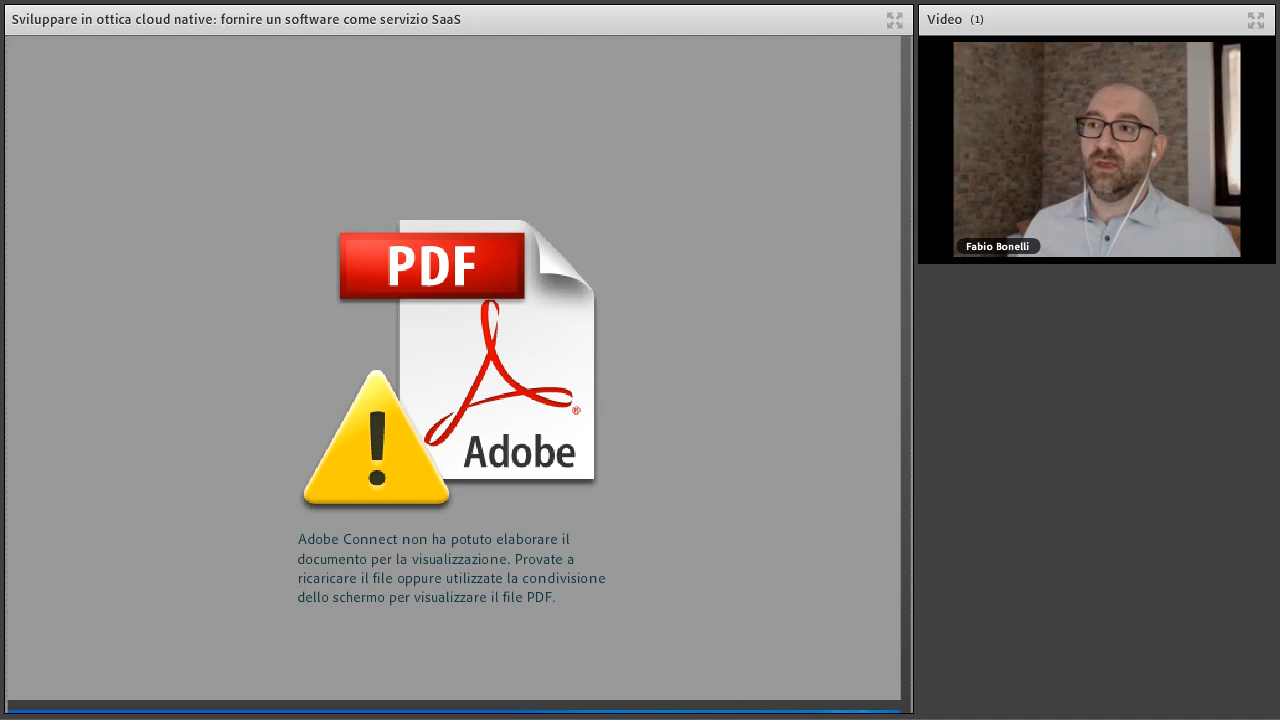 Sviluppare in ottica cloud native: fornire un software come servizio SaaS
Video (1)
Fabio Bonelli
PDF
®
Adobe
Adobe Connect non ha potuto elaborare il
documento per la visualizzazione. Provate a
ricaricare il file oppure utilizzate la condivisione
dello schermo per visualizzare il file PDF.